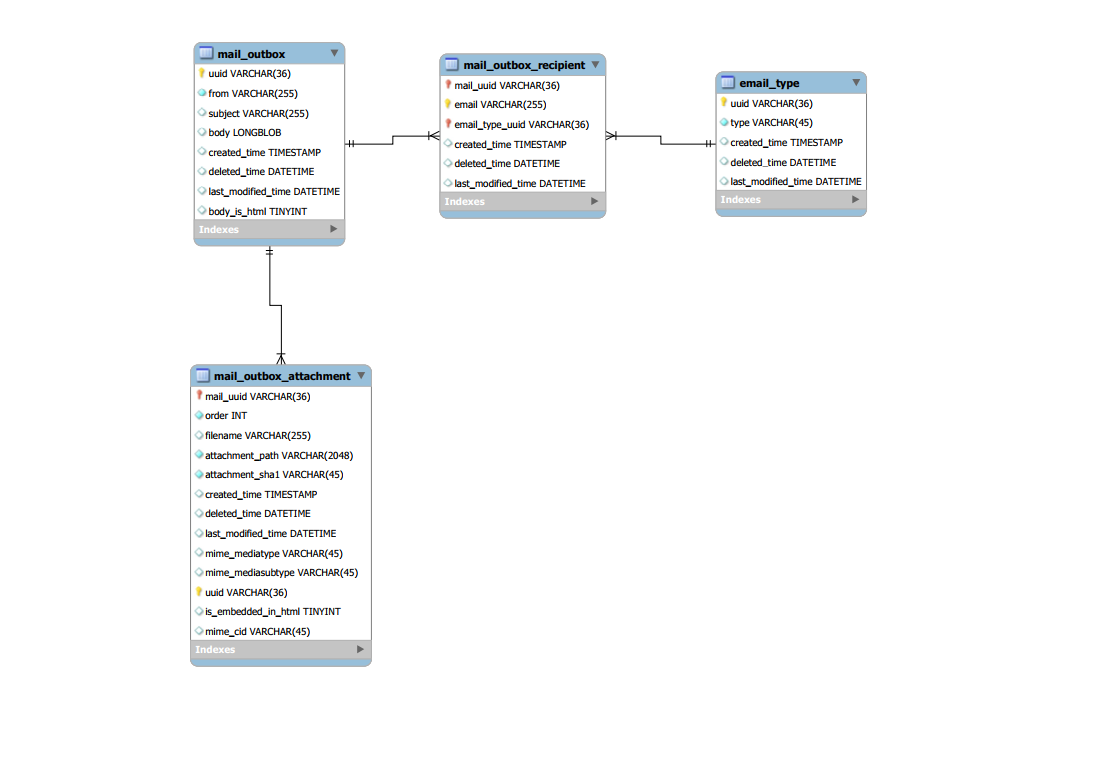 mail_outbox
uuid VARCHAR(36)
from VARCHAR(255)
subject VARCHAR(255)
body LONGBLOB
created_time TIMESTAMP
deleted_time DATETIME
last_modified_time DATETIME
body_is_html TINYINT
Indexes
mail_outbox_recipient
mail_uuid VARCHAR(36)
email VARCHAR(255)
email_type_uuid VARCHAR(36)
created_time TIMESTAMP
deleted_time DATETIME
last_modified_time DATETIME
Indexes
email_type
uuid VARCHAR(36)
type VARCHAR(45)
created_time TIMESTAMP
deleted_time DATETIME
last_modified_time DATETIME
Indexes
mail_outbox_attachment
mail_uuid VARCHAR(36)
order INT
filename VARCHAR(255)
attachment_path VARCHAR(2048)
attachment_sha1 VARCHAR(45)
created_time TIMESTAMP
deleted_time DATETIME
last_modified_time DATETIME
mime_mediatype VARCHAR(45)
mime_mediasubtype VARCHAR(45)
uuid VARCHAR(36)
is_embedded_in_html TINYINT
mime_cid VARCHAR(45)
Indexes